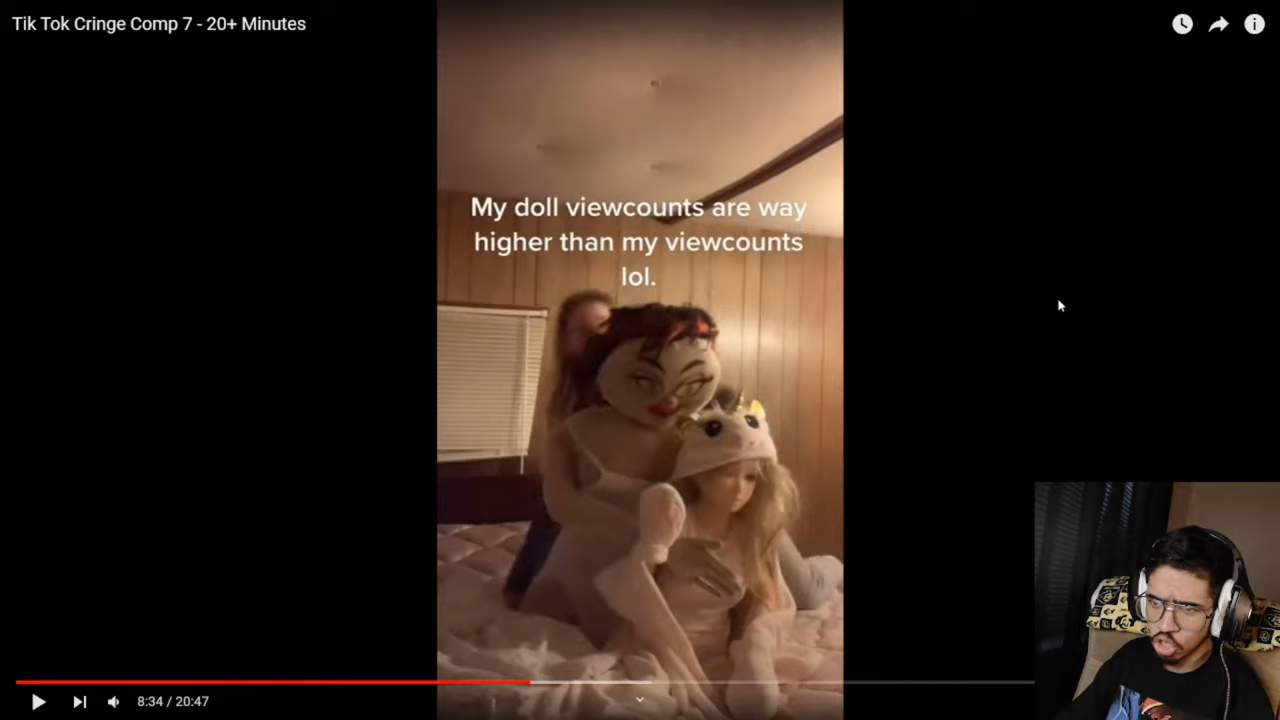 Tik Tok Cringe Comp 7 - 20+ Minutes
My doll viewcounts are way
higher than my viewcounts
lol.
8:34 / 20:47